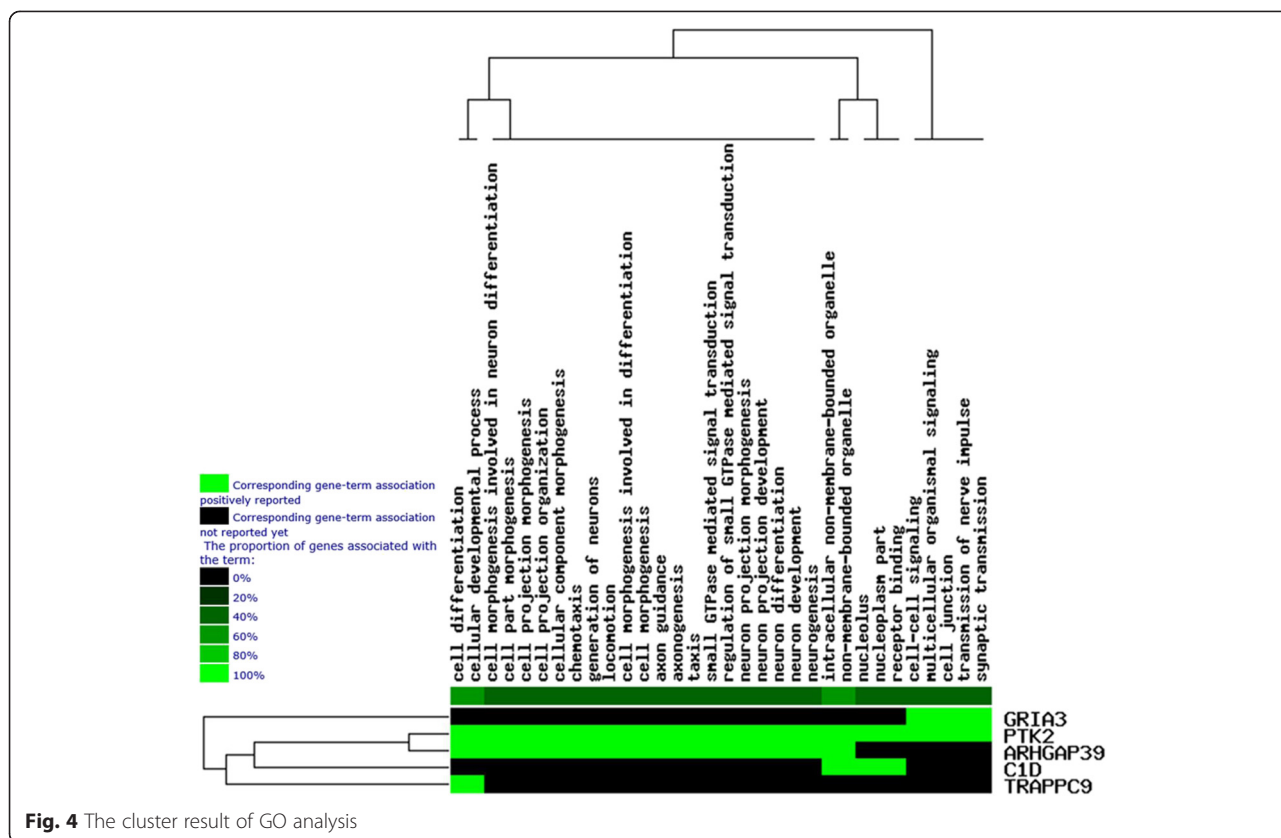 cell differentiation
cellular developmental process
cell morphogenesis involved in neuron differentiation
cell part morphogenesis
cell projection morphogenesis
cell projection organization
cellular component morphogenesis
chemotaxis
generation of neurons
locomotion
cell morphogenesis involved in differentiation
cell morphogenesis
axon guidance
axonogenesis
taxis
small GTPase mediated signal transduction
regulation of small GTPase mediated signal transduction
neuron projection morphogenesis
neuron projection development
neuron differentiation
neuron development
neurogenesis
intracellular non-membrane-bounded organelle
non-membrane-bounded organelle
nucleolus
nucleoplasm part
receptor binding
cell-cell signaling
multicellular organismal signaling
cell junction
transmission of nerve impulse
synaptic transmission
Corresponding gene-term association
positively reported
Corresponding gene-term association
not reported yet
The proportion of genes associated with
the term:
0%
20%
40%
60%
80%
100%
GRIA3
PTK2
ARHGAP39
C1D
TRAPPC9
Fig. 4 The cluster result of GO analysis